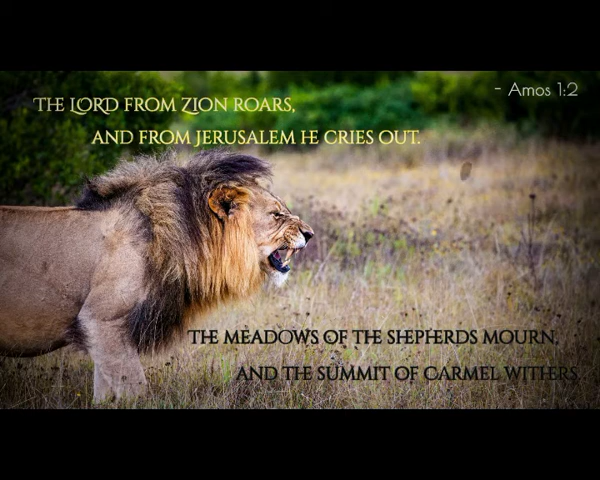 - Amos 1:2
The LORD from Zion roars,
and from Jerusalem He cries out.
The meadows of the shepherds mourn,
and the summit of Carmel withers.